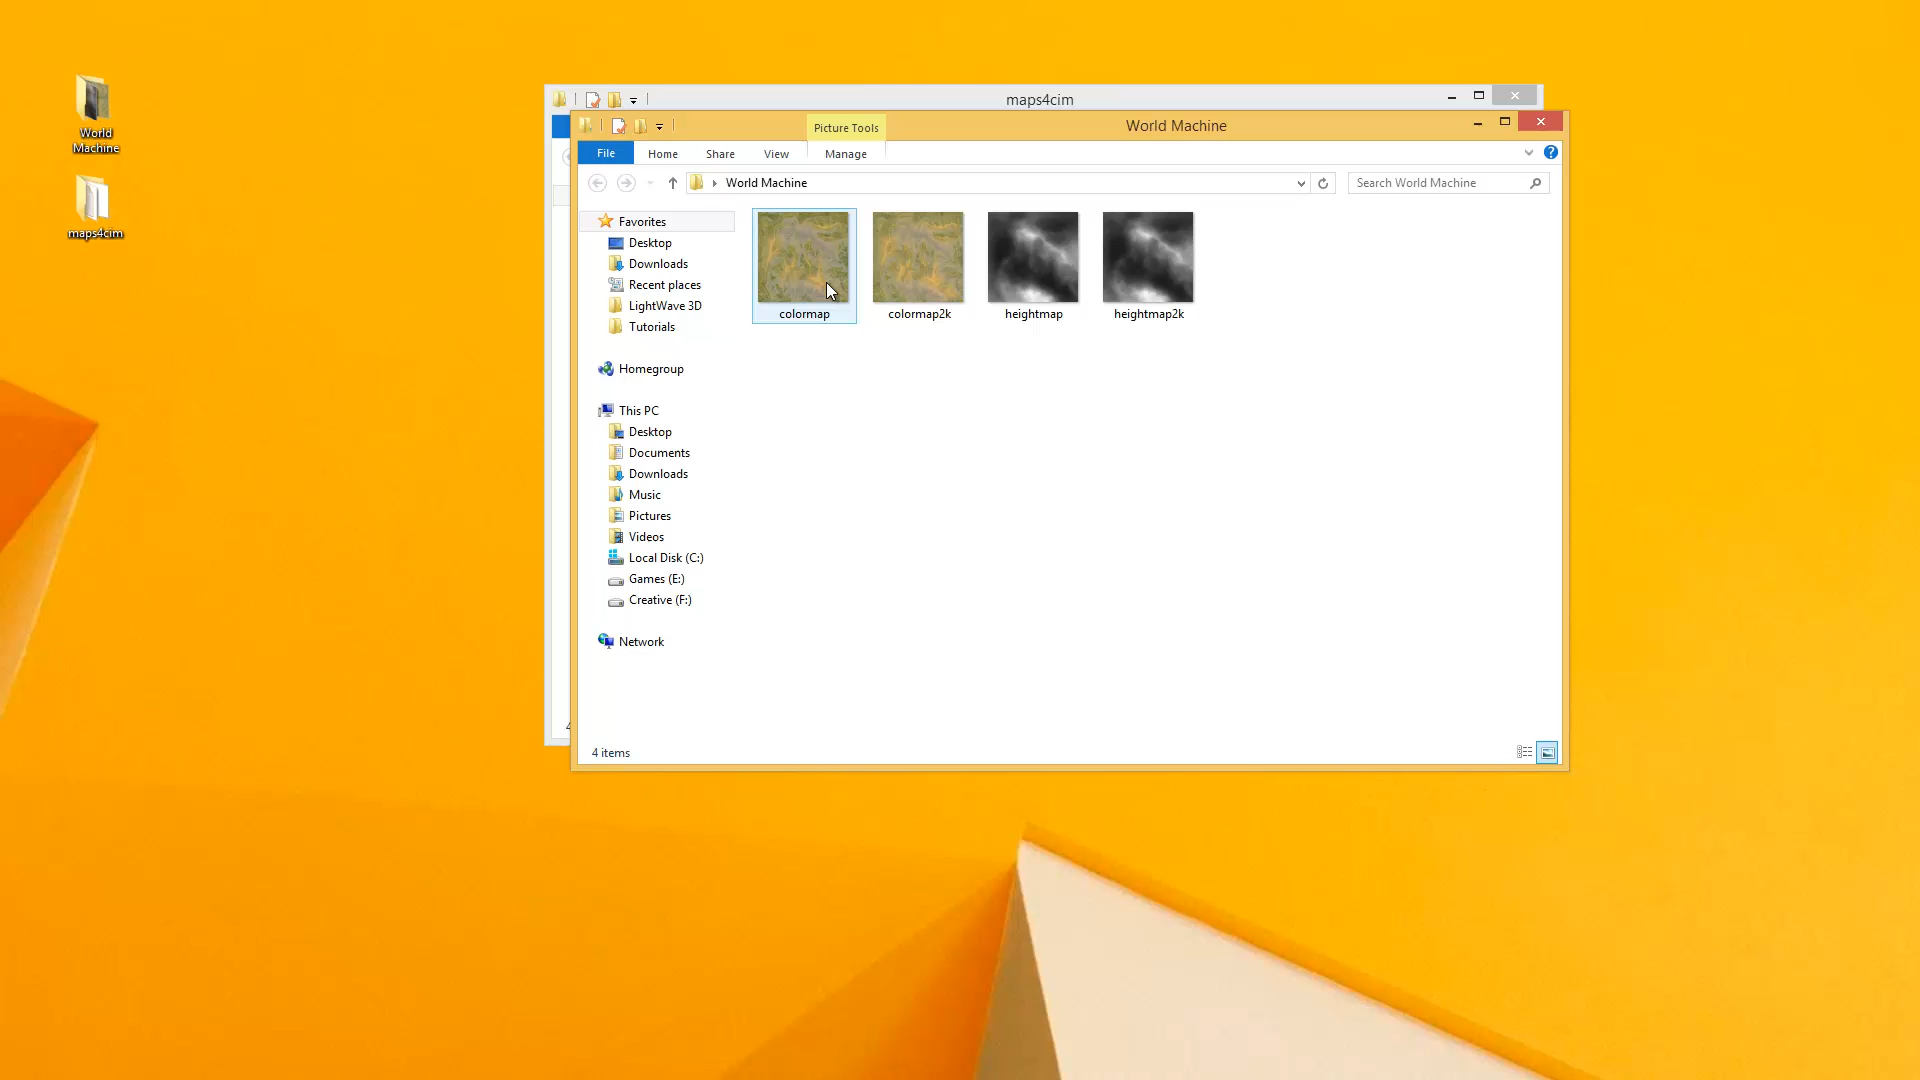 World
Machine
maps4cim
maps4cim
Picture Tools
World Machine
File
Home
Share
View
Manage
World Machine
Search World Machine
Favorites
Desktop
Downloads
Recent places
LightWave 3D
Tutorials
Homegroup
This PC
Desktop
Documents
Downloads
Music
Pictures
Videos
Local Disk (C:)
Games (E:)
Creative (F:)
Network
colormap
colormap2k
heightmap
heightmap2k
4 items